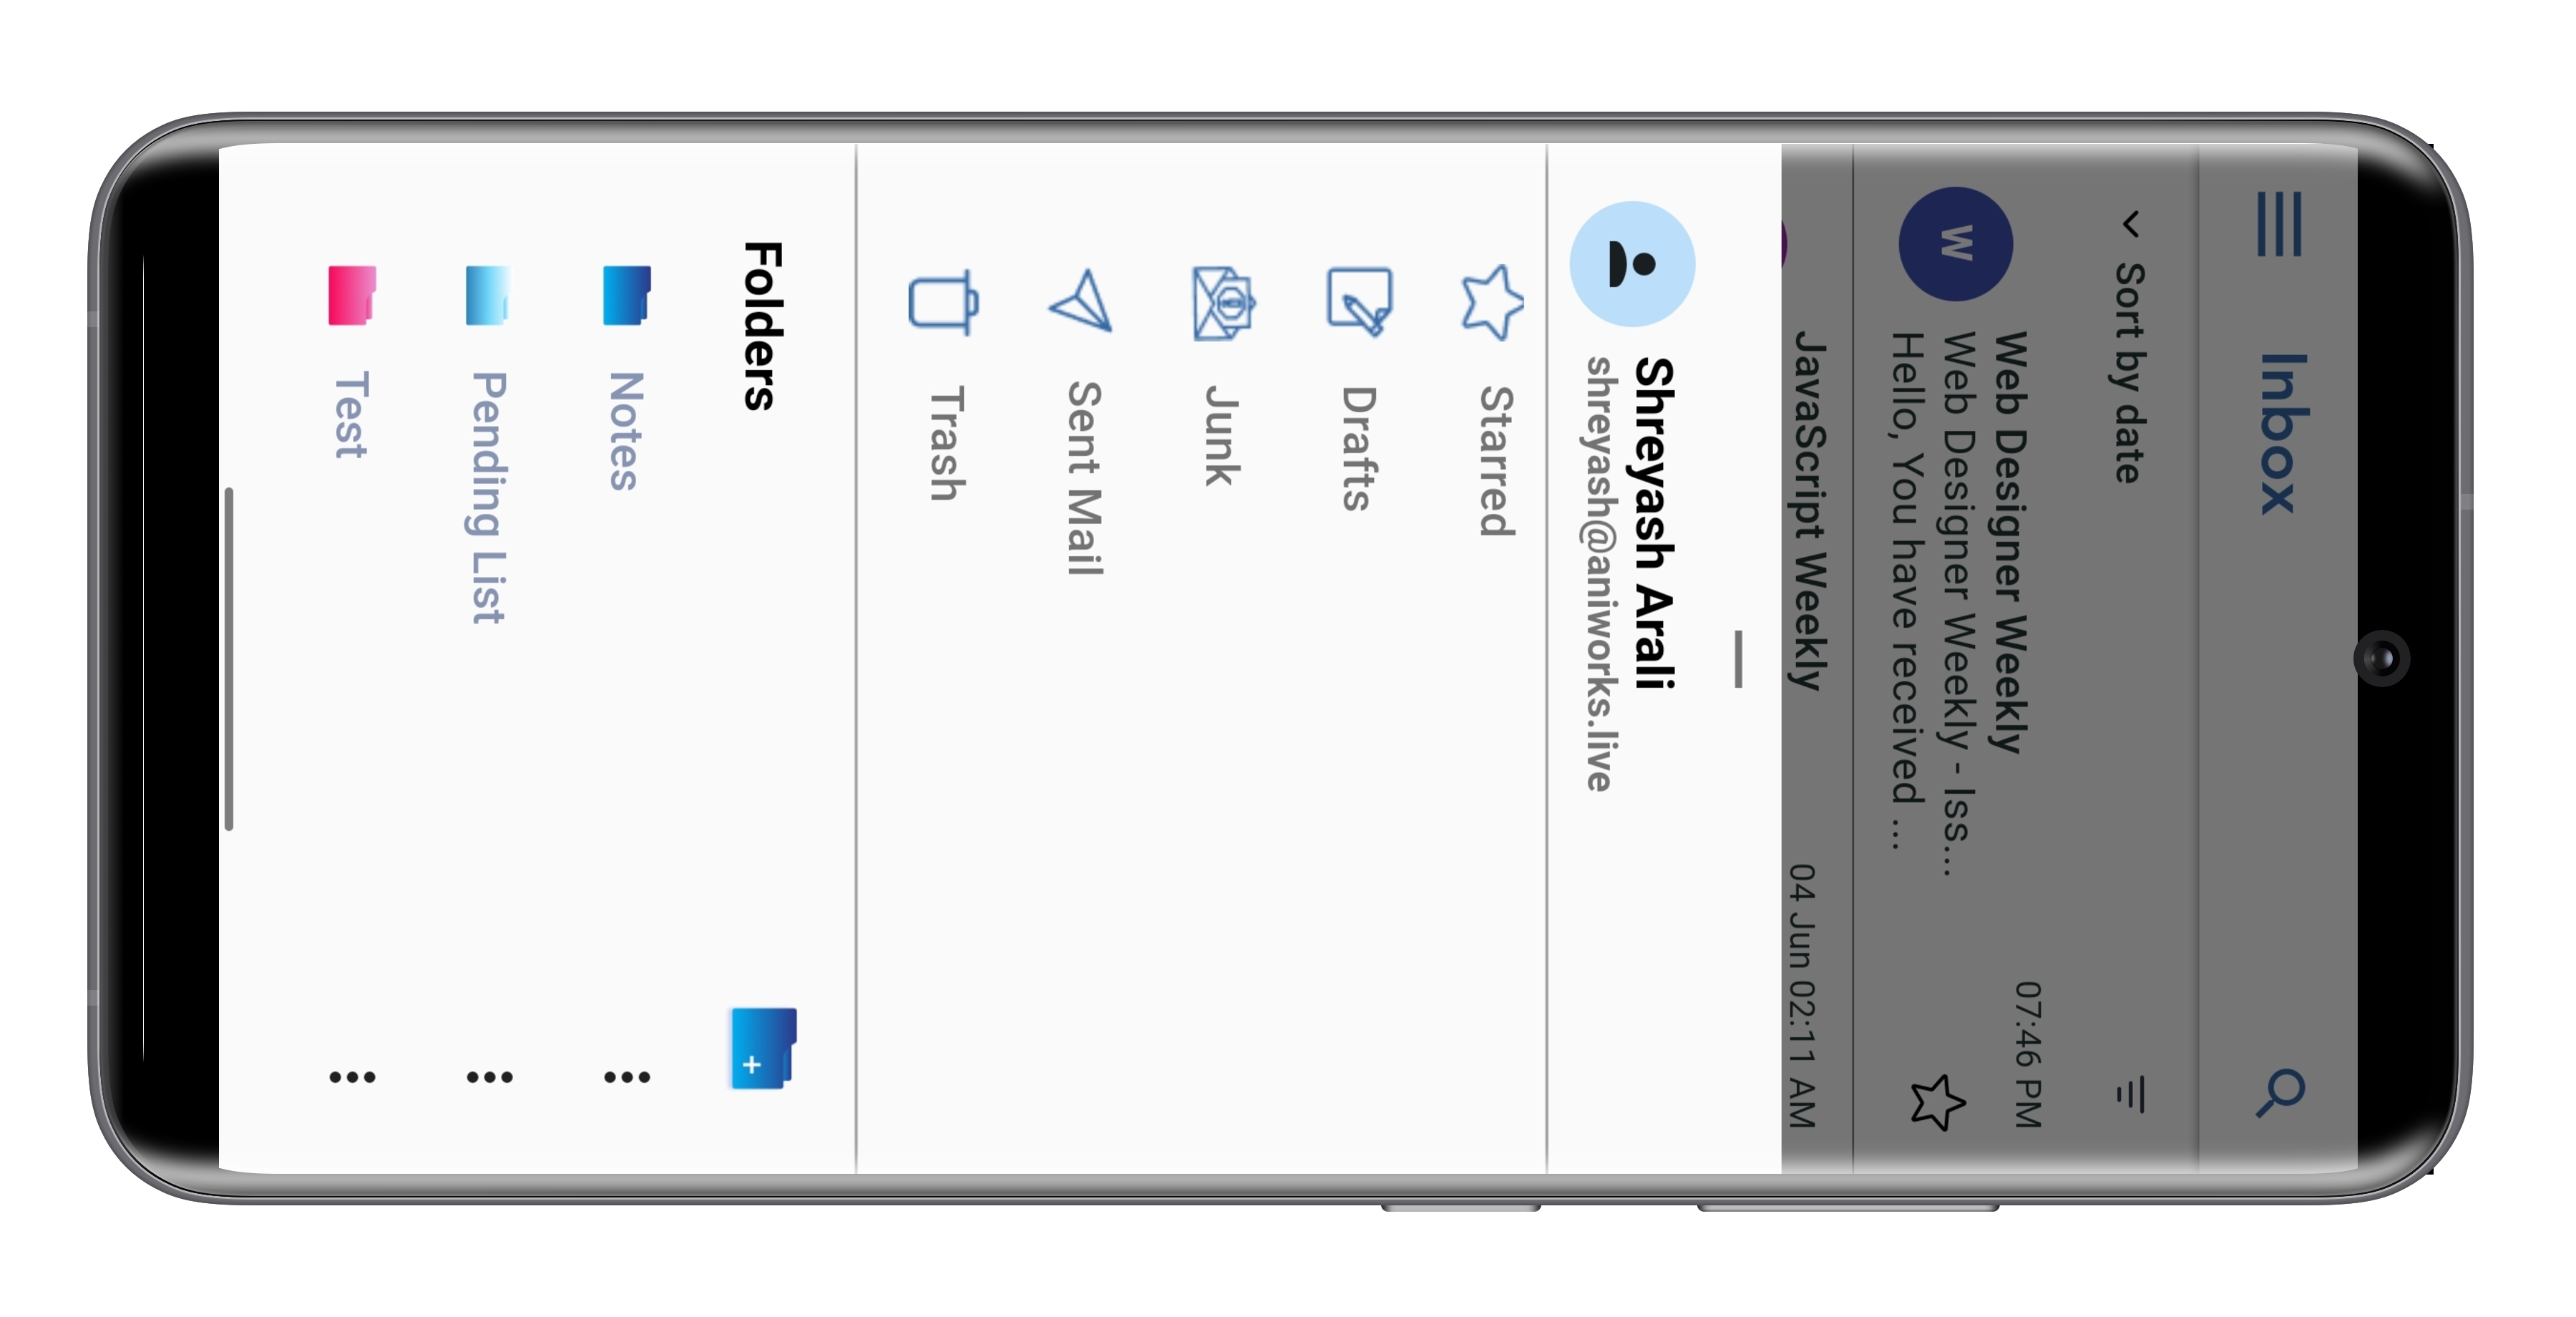 Inbox
Sort by date
W
Web Designer Weekly
07:46 PM
Web Designer Weekly - Iss...
Hello, You have received ...
JavaScript Weekly
04 Jun 02:11 AM
Shreyash Arali
shreyash@aniworks.live
Starred
Drafts
Junk
Sent Mail
Trash
Folders
Notes
Pending List
Test